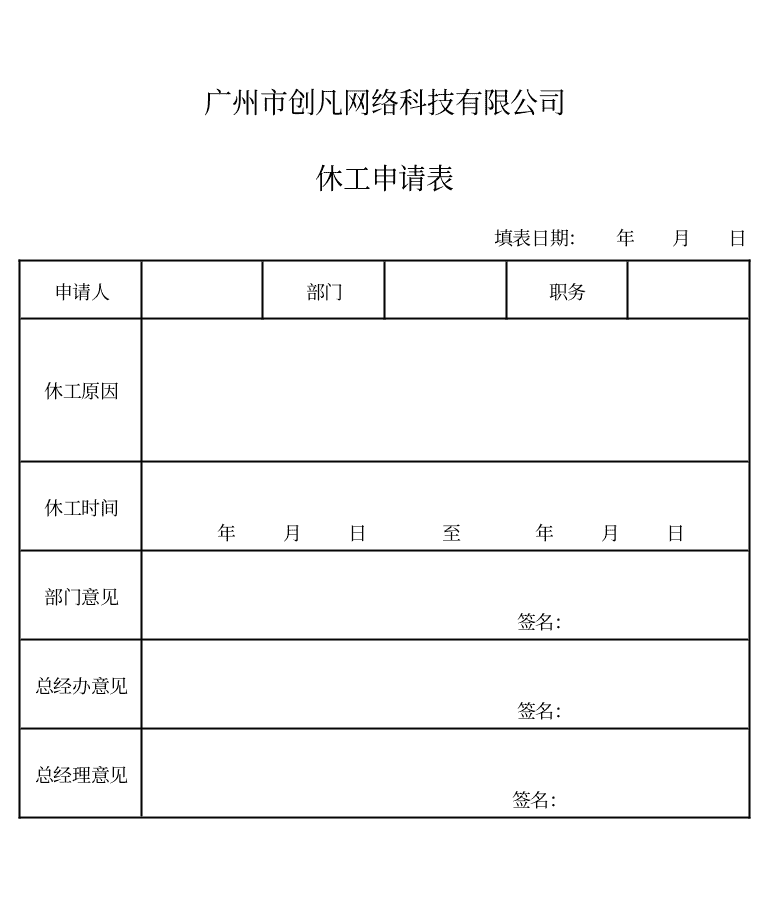 广州市创凡网络科技有限公司
休工申请表
填表日期： 年 月 日
申请人 部门 职务
休工原因
休工时间
年 月 日 至 年 月 日
部门意见
签名：
总经办意见
签名：
总经理意见
签名：